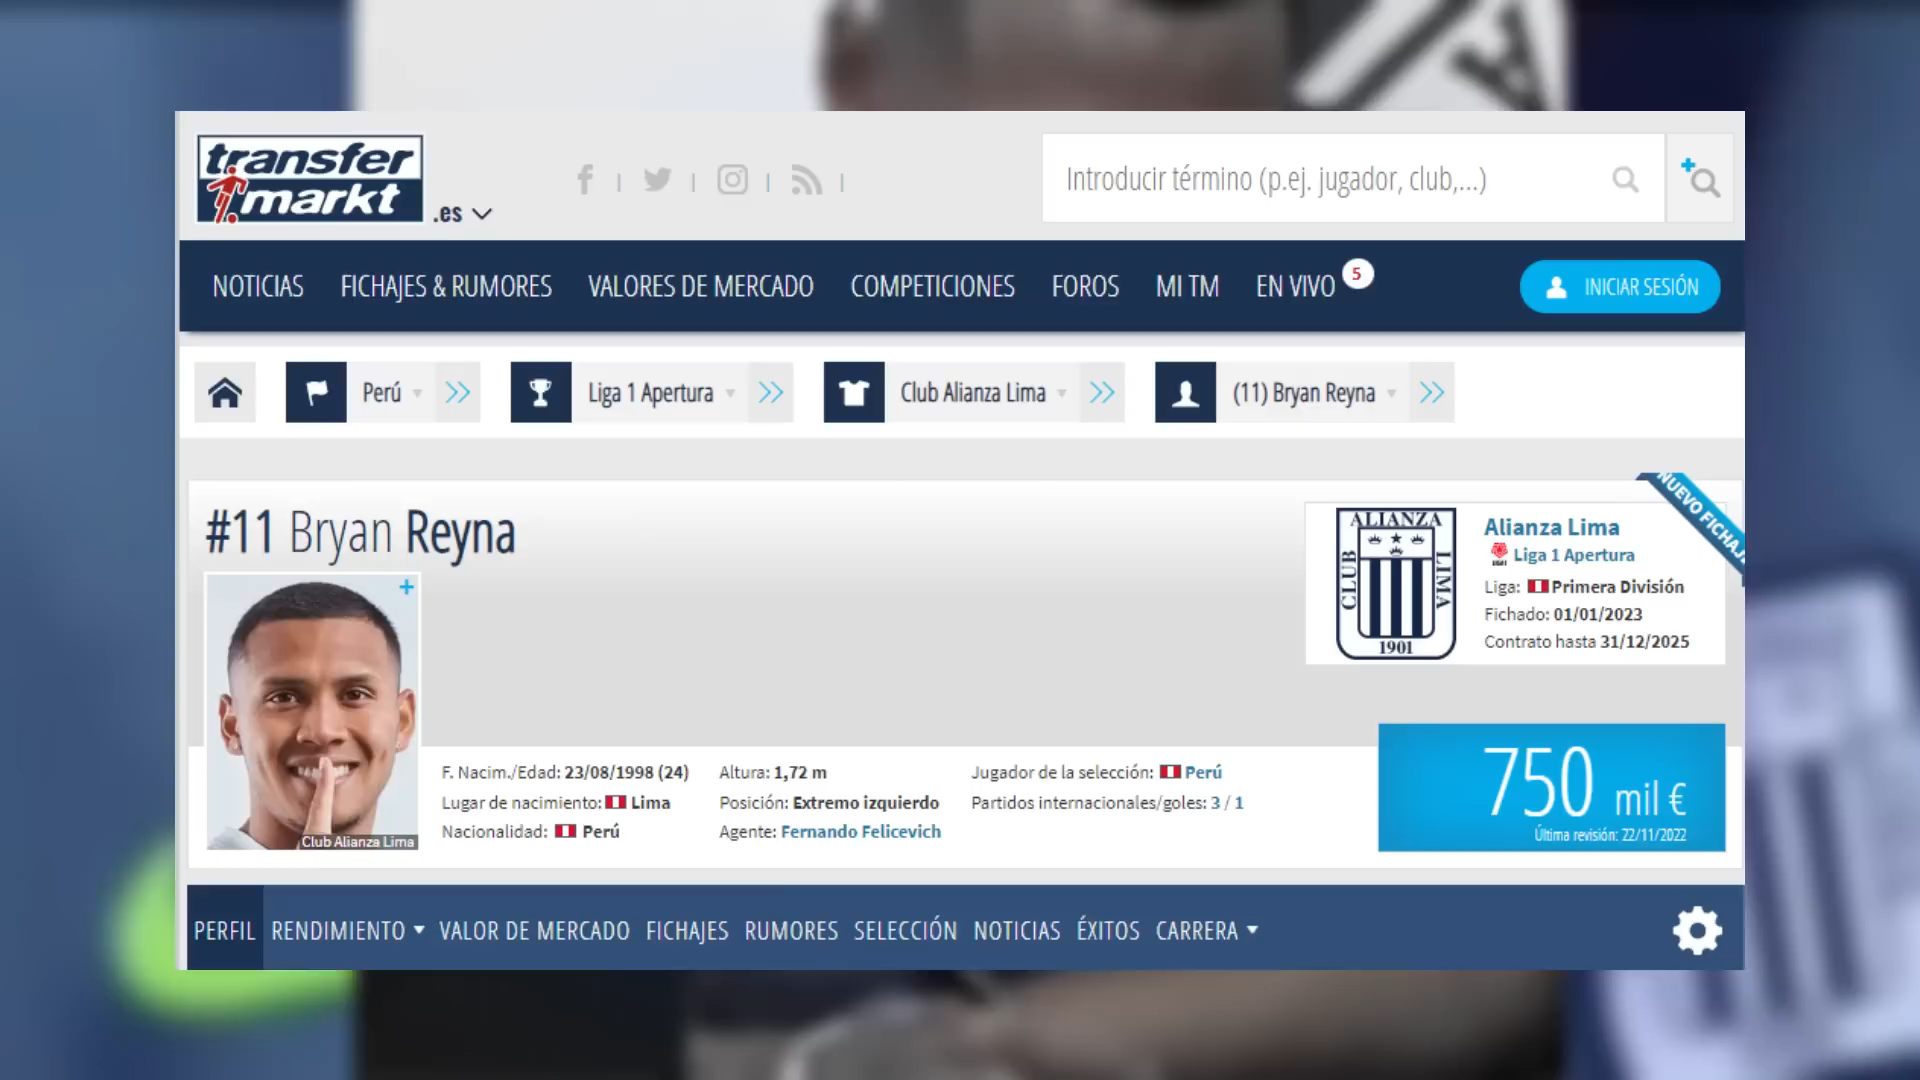 transfer
markt
.es
Introducir término (p.ej. jugador, club,...)
NOTICIAS FICHAJES & RUMORES VALORES DE MERCADO COMPETICIONES FOROS MI TM EN VIVO 5 INICIAR SESIÓN
Perú Liga 1 Apertura Club Alianza Lima (11) Bryan Reyna
#11 Bryan Reyna
NUEVO FICHAJE
ALIANZA
CLUB
LIMA
1901
Alianza Lima
Liga 1 Apertura
Liga: Primera División
Fichado: 01/01/2023
Contrato hasta 31/12/2025
Club Alianza Lima
F. Nacim./Edad: 23/08/1998 (24)
Lugar de nacimiento: Lima
Nacionalidad: Perú
Altura: 1,72 m
Posición: Extremo izquierdo
Agente: Fernando Felicevich
Jugador de la selección: Perú
Partidos internacionales/goles: 3 / 1
750 mil €
Última revisión: 22/11/2022
PERFIL RENDIMIENTO VALOR DE MERCADO FICHAJES RUMORES SELECCIÓN NOTICIAS ÉXITOS CARRERA